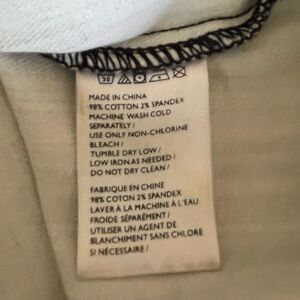 30
MADE IN CHINA
98% COTTON 2% SPANDEX
MACHINE WASH COLD
SEPARATELY /
USE ONLY NON-CHLORINE
BLEACH /
TUMBLE DRY LOW /
LOW IRON AS NEEDED /
DO NOT DRY CLEAN /
FABRIQUE EN CHINE
98% COTON 2% SPANDEX
LAVER À LA MACHINE À L'EAU
FROIDE SÉPARÉMENT /
UTILISER UN AGENT DE
BLANCHIMENT SANS CHLORE
SI NÉCESSAIRE /